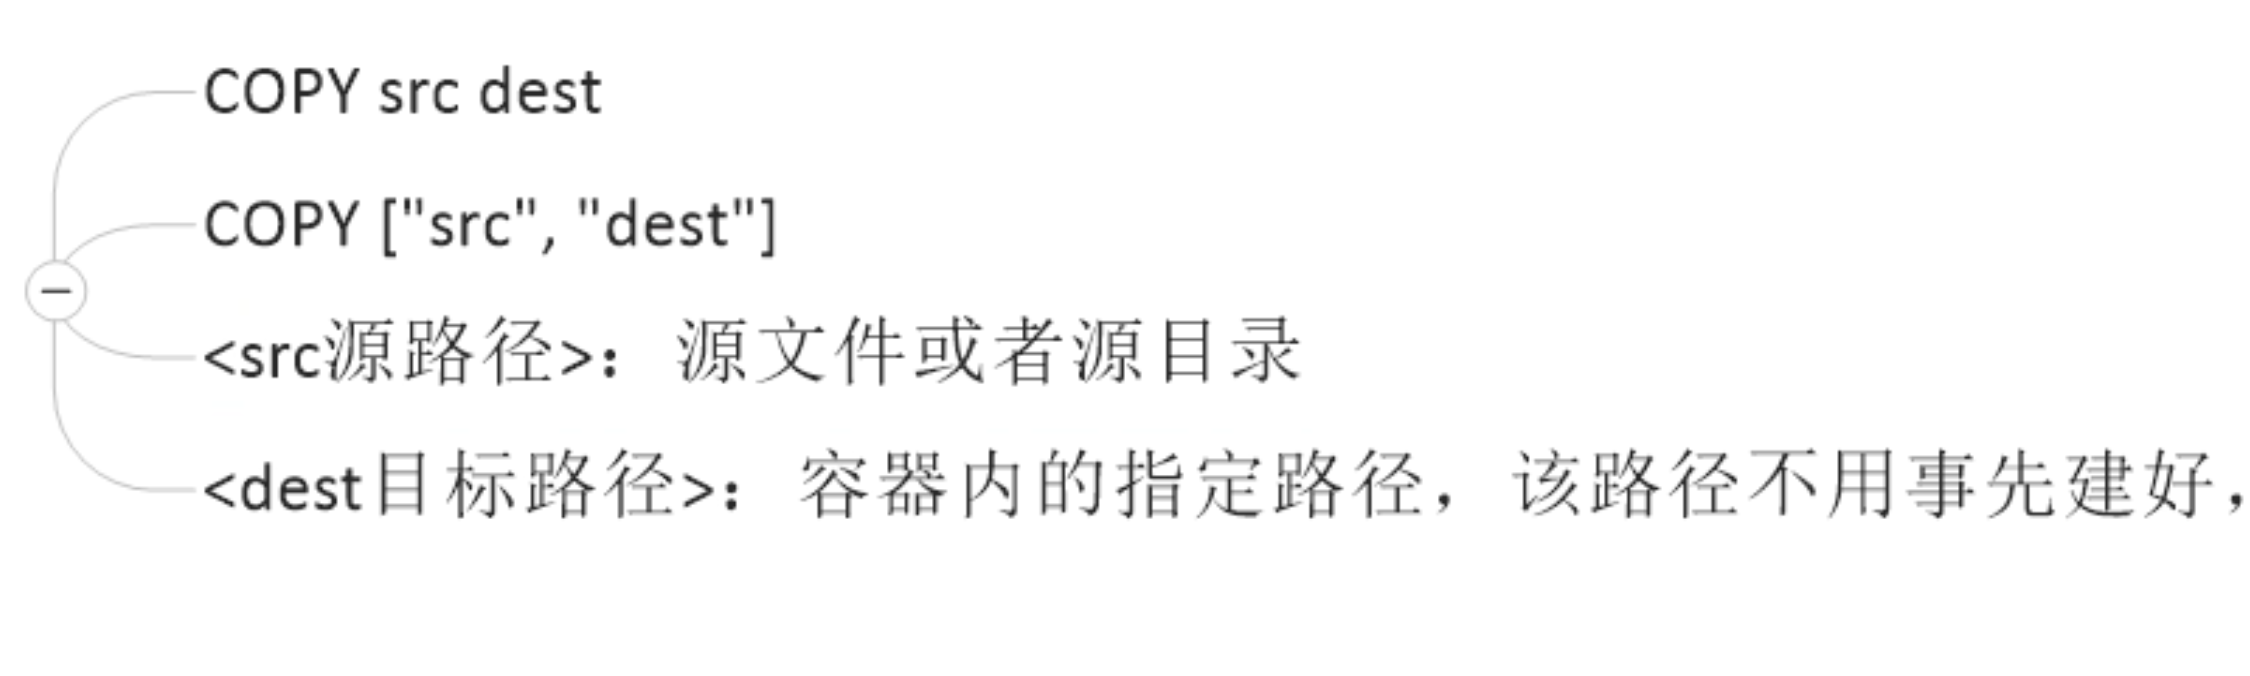 COPY src dest
COPY ["src", "dest"]
<src源路径>：源文件或者源目录
<dest目标路径>：容器内的指定路径，该路径不用事先建好，